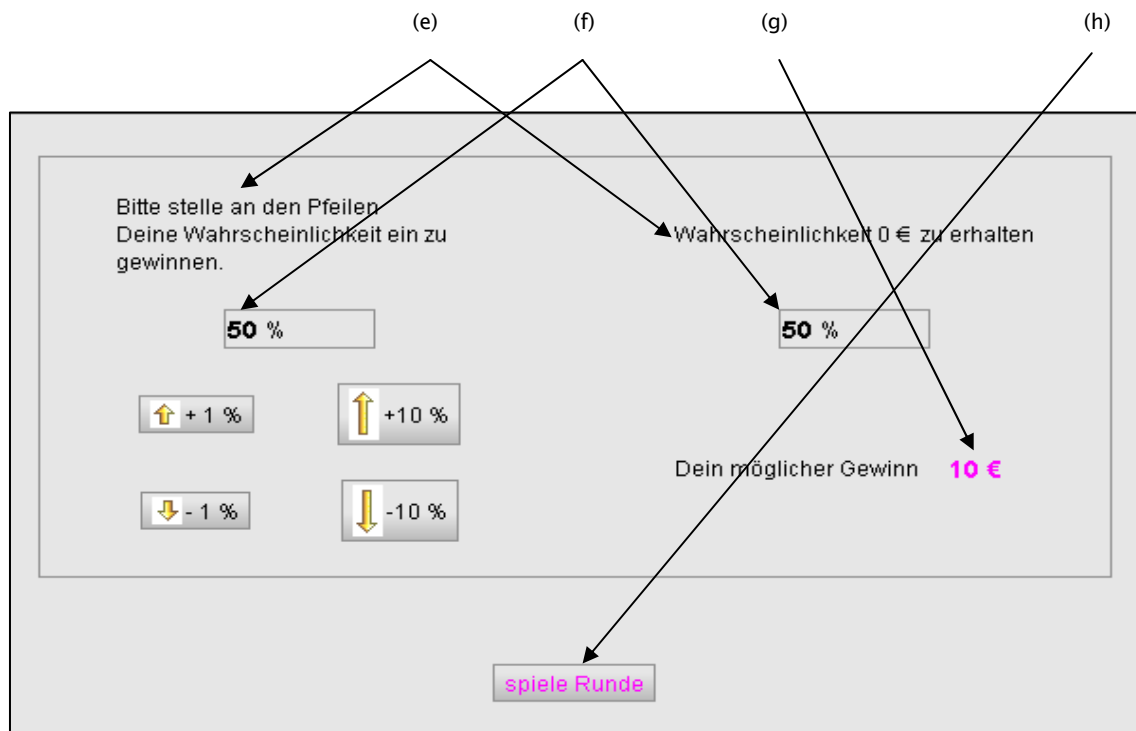 (e) (f) (g) (h)
Bitte stelle an den Pfeilen
Deine Wahrscheinlichkeit ein zu
gewinnen.
Wahrscheinlichkeit 0 € zu erhalten
50 %
50 %
+ 1 %
+10 %
Dein möglicher Gewinn 10 €
- 1 %
-10 %
spiele Runde